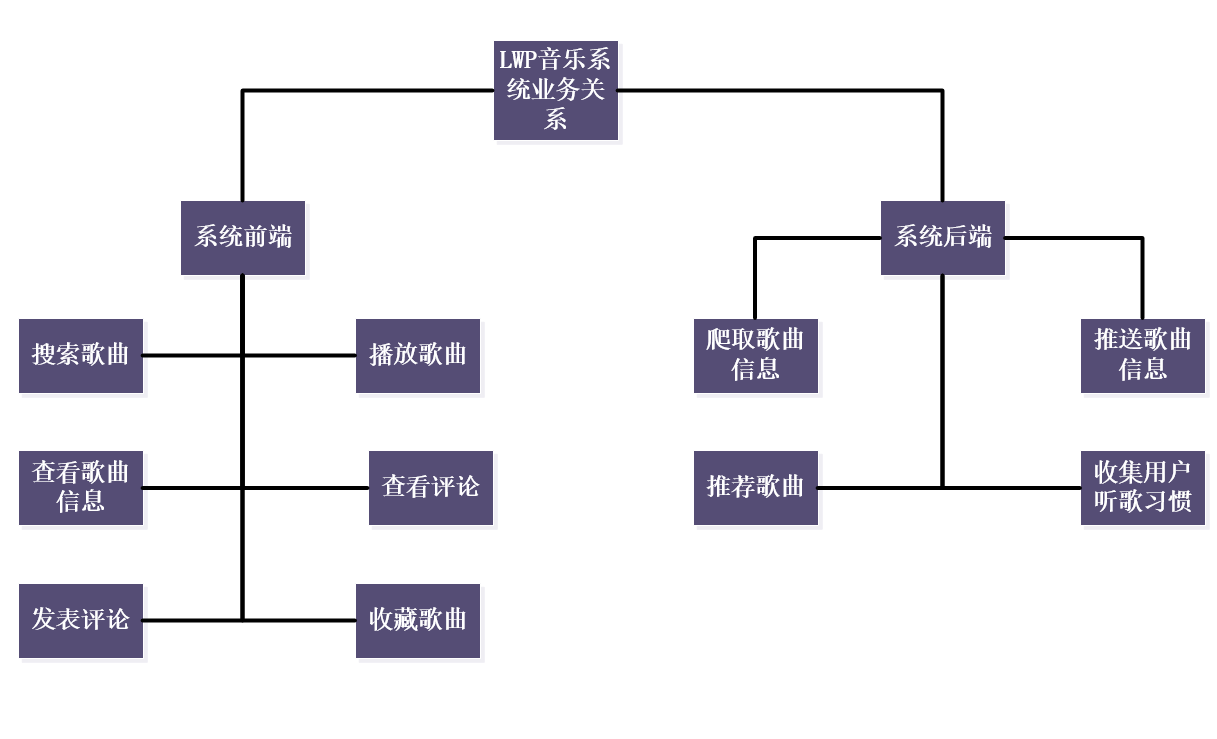 LWP音乐系
统业务关
系
系统前端
系统后端
搜索歌曲
播放歌曲
爬取歌曲
信息
推送歌曲
信息
查看歌曲
信息
查看评论
推荐歌曲
收集用户
听歌习惯
发表评论
收藏歌曲